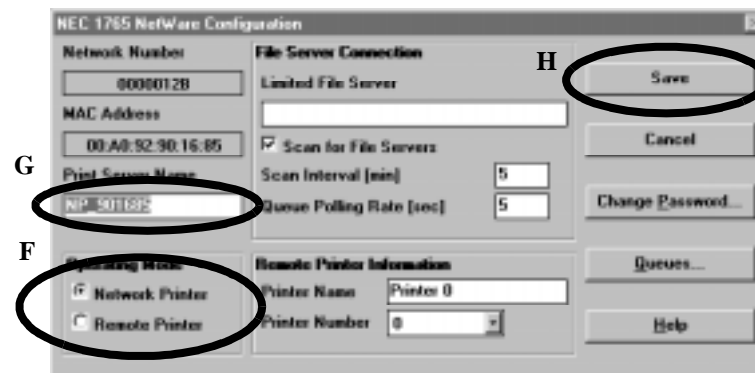 NEC 1765 NetWare Configuration
Network Number
0000012B
MAC Address
00:A0:92:90:16:85
Print Server Name
NP_901685
Operating Mode
Network Printer
Remote Printer
File Server Connection
Limited File Server
Scan for File Servers
Scan Interval (min) 5
Queue Polling Rate (sec) 5
Remote Printer Information
Printer Name Printer 0
Printer Number 0
Save
Cancel
Change Password...
Queues...
Help
G
F
H